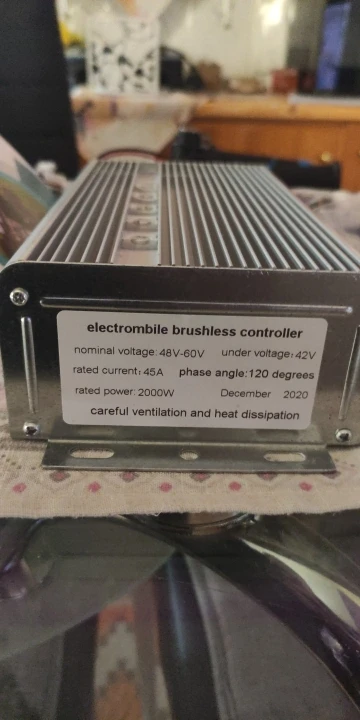 electrombile brushless controller
nominal voltage: 48V-60V under voltage: 42V
rated current: 45A phase angle: 120 degrees
rated power: 2000W December 2020
careful ventilation and heat dissipation